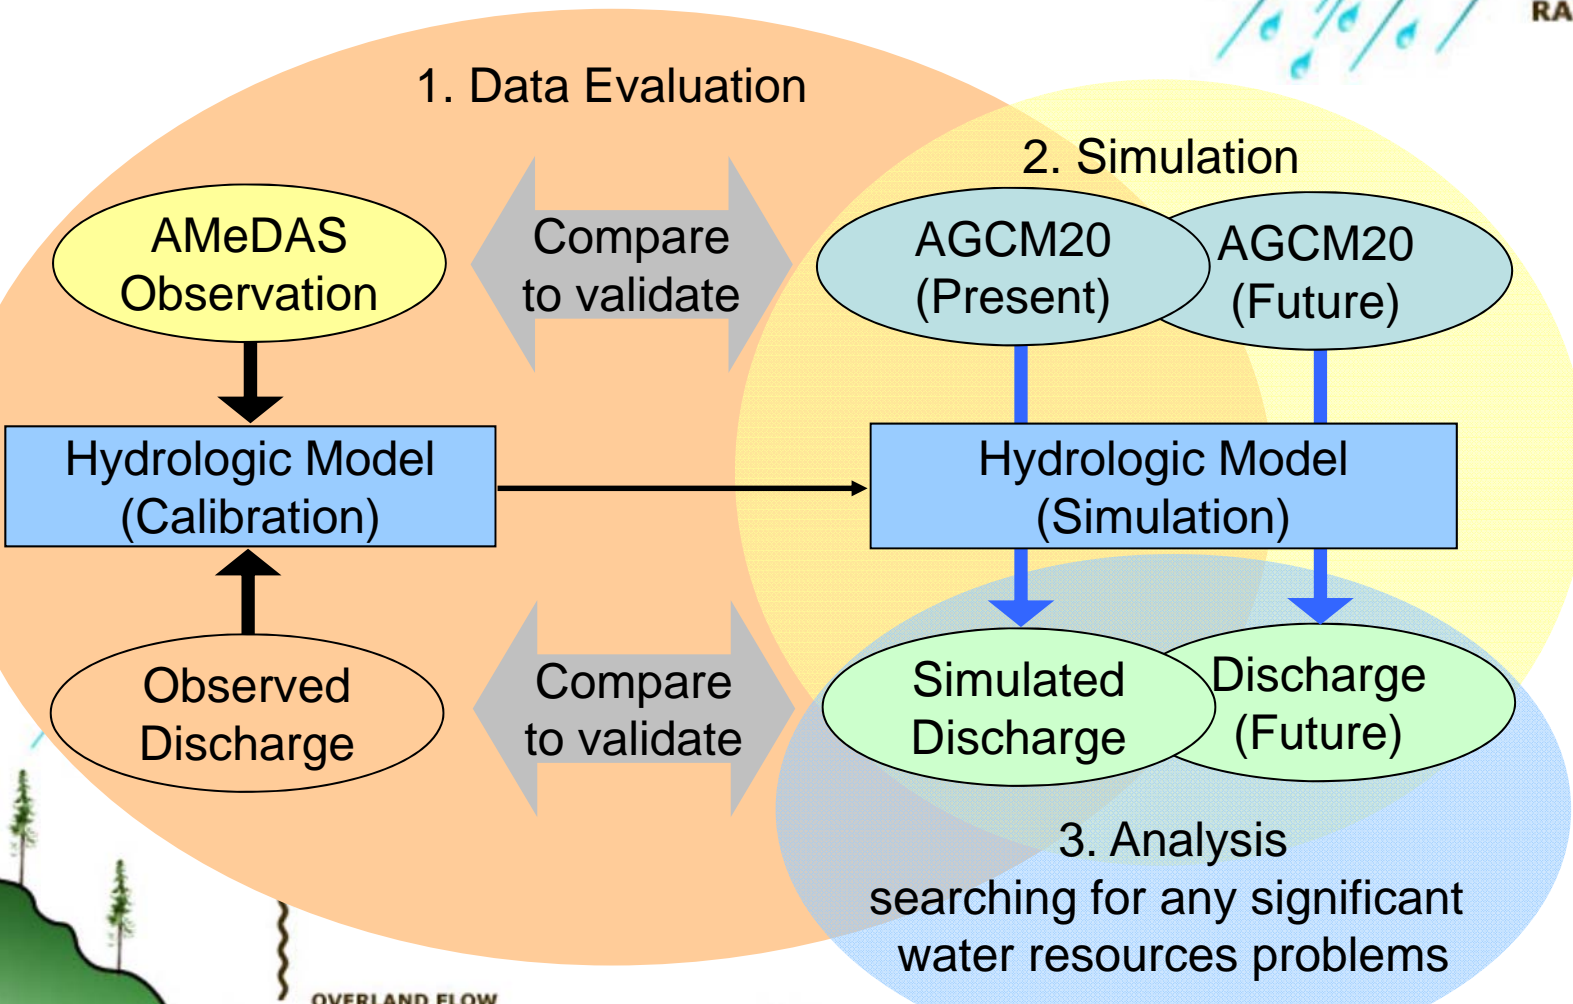 RA
1. Data Evaluation
2. Simulation
AMeDAS
Observation
Compare
to validate
AGCM20
(Present)
AGCM20
(Future)
Hydrologic Model
(Calibration)
Hydrologic Model
(Simulation)
Observed
Discharge
Compare
to validate
Simulated
Discharge
Discharge
(Future)
3. Analysis
searching for any significant
water resources problems
OVERLAND FLOW